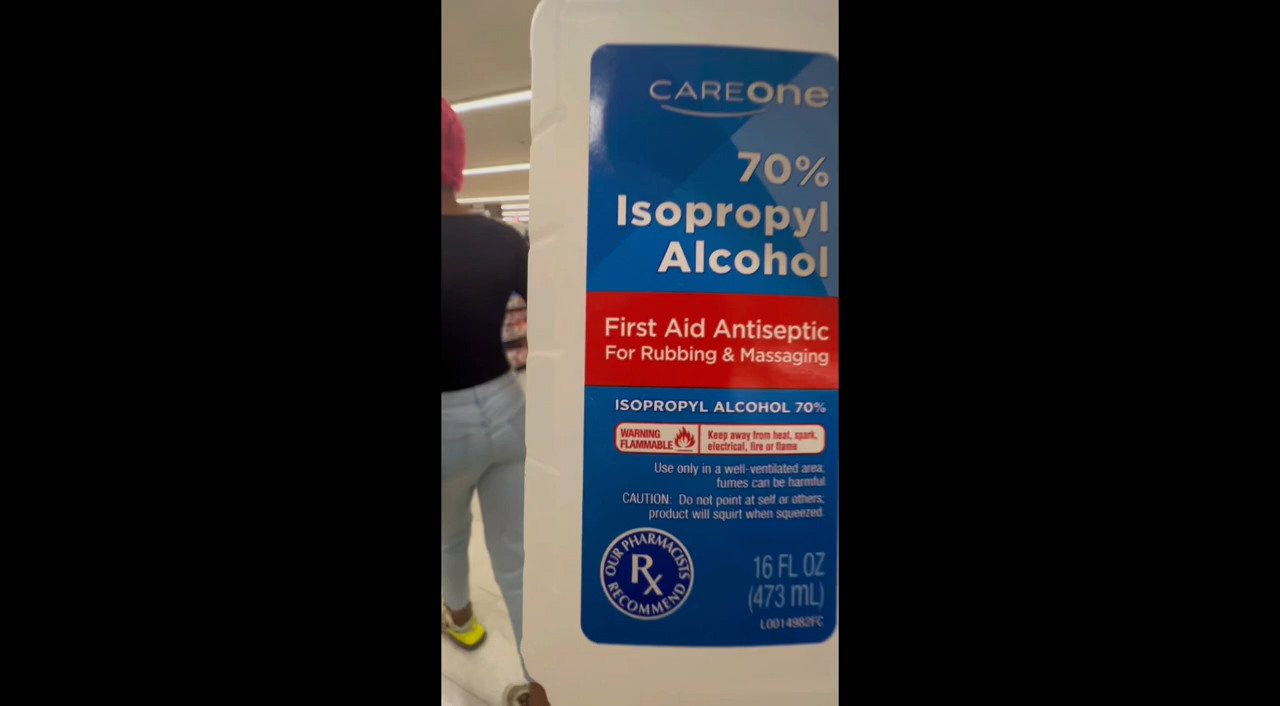 CAREOne
70%
Isopropyl
Alcohol
First Aid Antiseptic
For Rubbing & Massaging
ISOPROPYL ALCOHOL 70%
WARNING
FLAMMABLE
Keep away from heat, spark,
electrical, fire or flame
Use only in a well-ventilated area;
fumes can be harmful
CAUTION: Do not point at self or others;
product will squirt when squeezed.
OUR PHARMACISTS
Rx
RECOMMEND
16 FL OZ
(473 mL)
L0014982FC